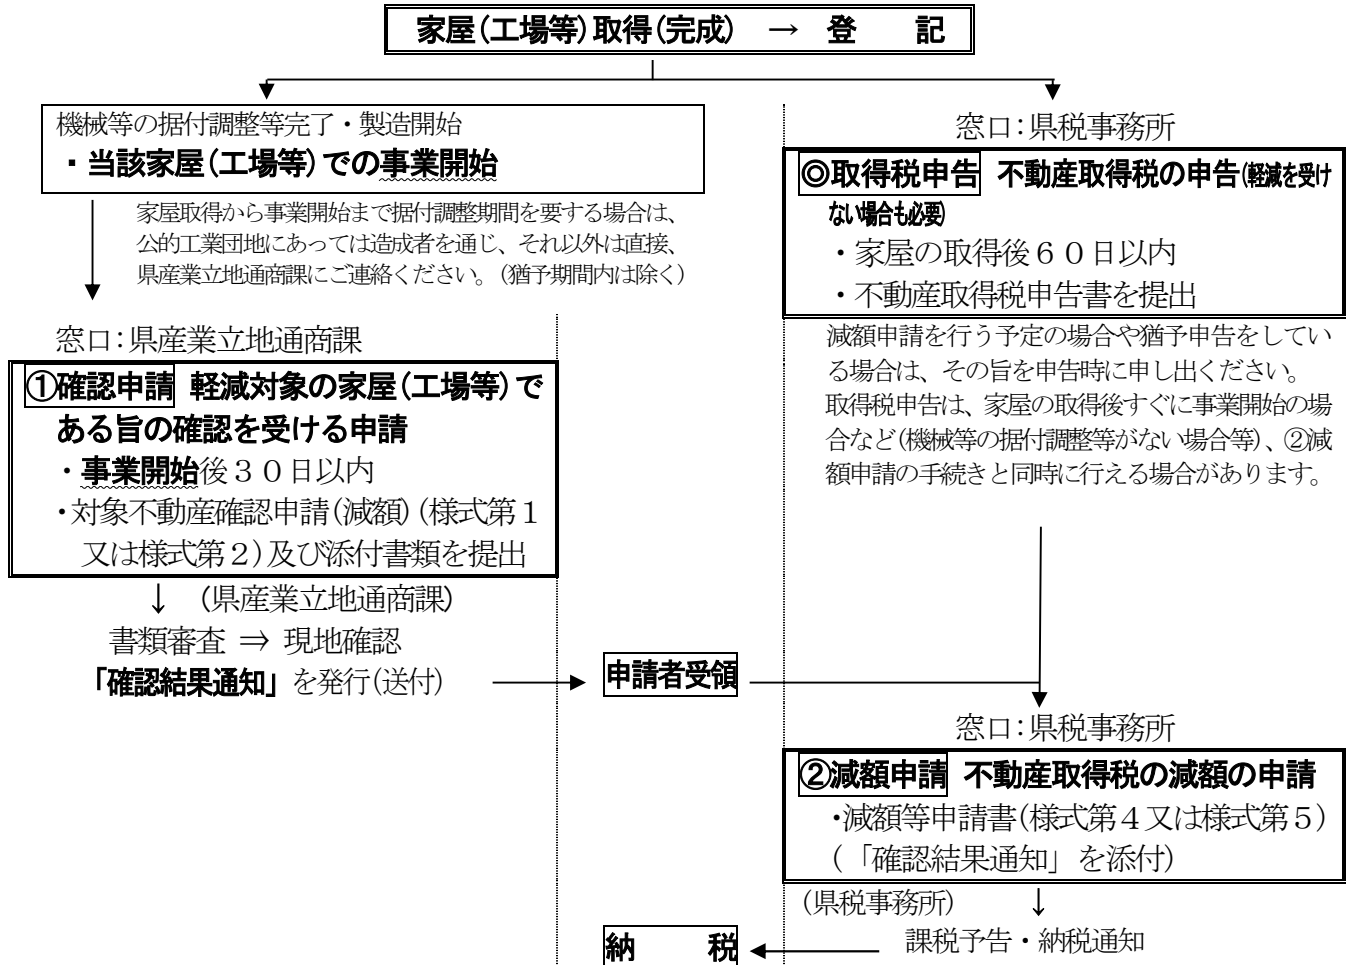 家屋(工場等)取得(完成) → 登　　記
機械等の据付調整等完了・製造開始
・当該家屋(工場等)での事業開始
家屋取得から事業開始まで据付調整期間を要する場合は、
公的工業団地にあっては造成者を通じ、それ以外は直接、
県産業立地通商課にご連絡ください。(猶予期間内は除く)
窓口：県産業立地通商課
①確認申請 軽減対象の家屋(工場等)で
ある旨の確認を受ける申請
・事業開始後３０日以内
・対象不動産確認申請(減額)(様式第１
又は様式第２)及び添付書類を提出
↓ (県産業立地通商課)
書類審査 ⇒ 現地確認
「確認結果通知」を発行(送付)
申請者受領
窓口：県税事務所
◎取得税申告 不動産取得税の申告(軽減を受け
ない場合も必要)
・家屋の取得後６０日以内
・不動産取得税申告書を提出
減額申請を行う予定の場合や猶予申告をしてい
る場合は、その旨を申告時に申し出ください。
取得税申告は、家屋の取得後すぐに事業開始の場
合など(機械等の据付調整等がない場合等)、②減
額申請の手続きと同時に行える場合があります。
窓口：県税事務所
②減額申請 不動産取得税の減額の申請
・減額等申請書(様式第４又は様式第５)
(「確認結果通知」を添付)
(県税事務所) ↓
課税予告・納税通知
納　　税